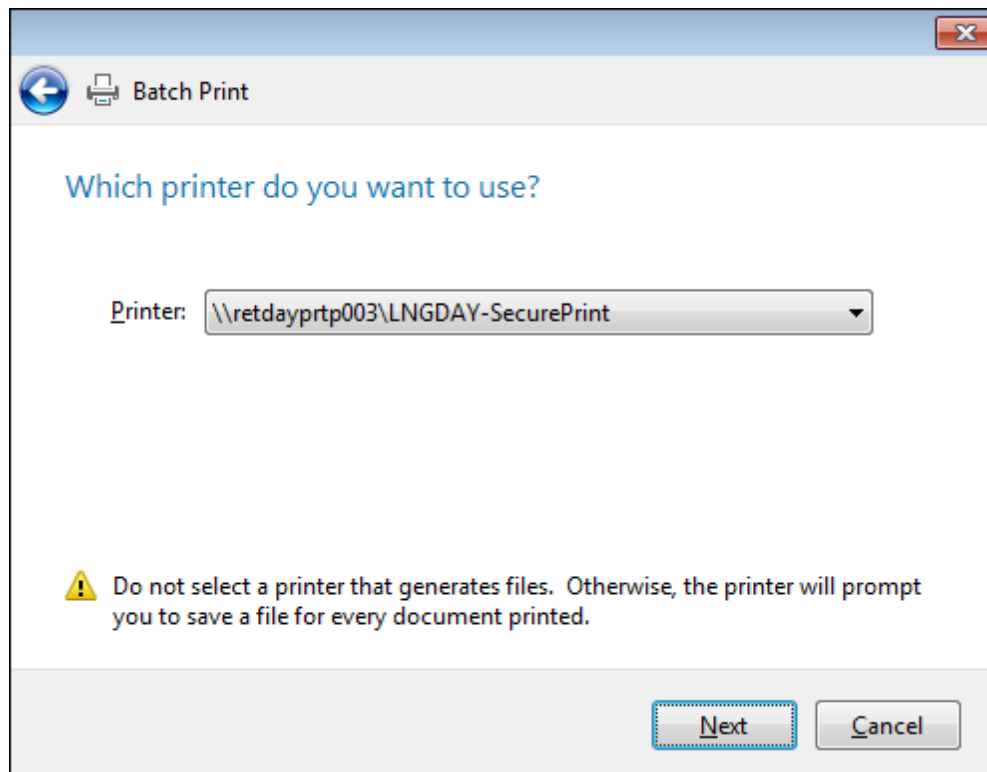 Batch Print
Which printer do you want to use?
Printer: \\retdayprtp003\LNGDAY-SecurePrint
Do not select a printer that generates files.  Otherwise, the printer will prompt
you to save a file for every document printed.
Next Cancel